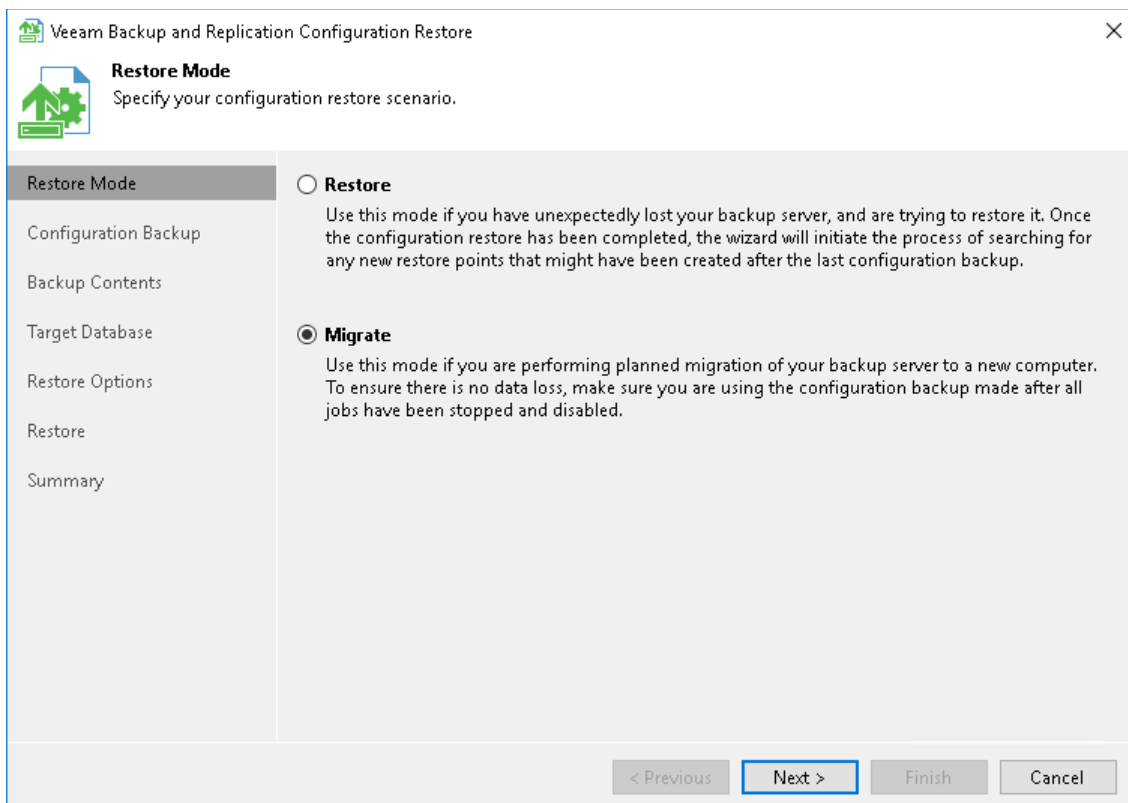 Veeam Backup and Replication Configuration Restore
Restore Mode
Specify your configuration restore scenario.
Restore Mode
Configuration Backup
Backup Contents
Target Database
Restore Options
Restore
Summary
Restore
Use this mode if you have unexpectedly lost your backup server, and are trying to restore it. Once
the configuration restore has been completed, the wizard will initiate the process of searching for
any new restore points that might have been created after the last configuration backup.
Migrate
Use this mode if you are performing planned migration of your backup server to a new computer.
To ensure there is no data loss, make sure you are using the configuration backup made after all
jobs have been stopped and disabled.
< Previous
Next >
Finish
Cancel